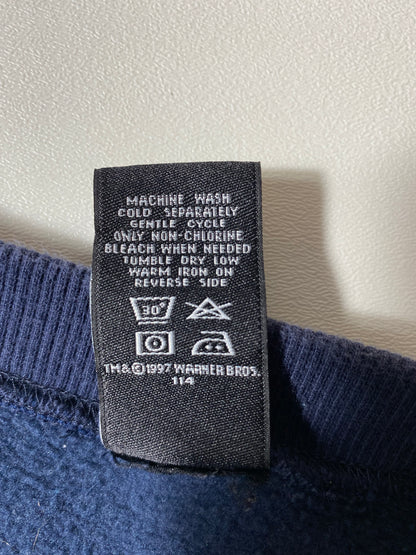 MACHINE WASH
COLD SEPARATELY
GENTLE CYCLE
ONLY NON-CHLORINE
BLEACH WHEN NEEDED
TUMBLE DRY LOW
WARM IRON ON
REVERSE SIDE
30°
TM&©1997 WARNER BROS.
114